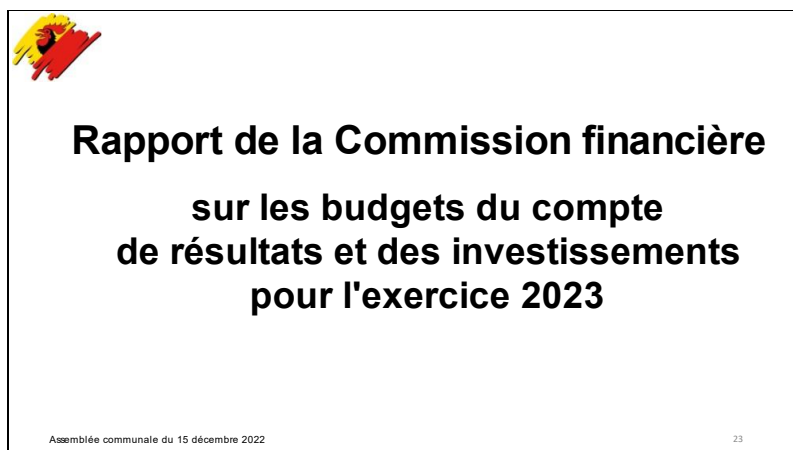 Rapport de la Commission financière
sur les budgets du compte
de résultats et des investissements
pour l'exercice 2023
Assemblée communale du 15 décembre 2022
23